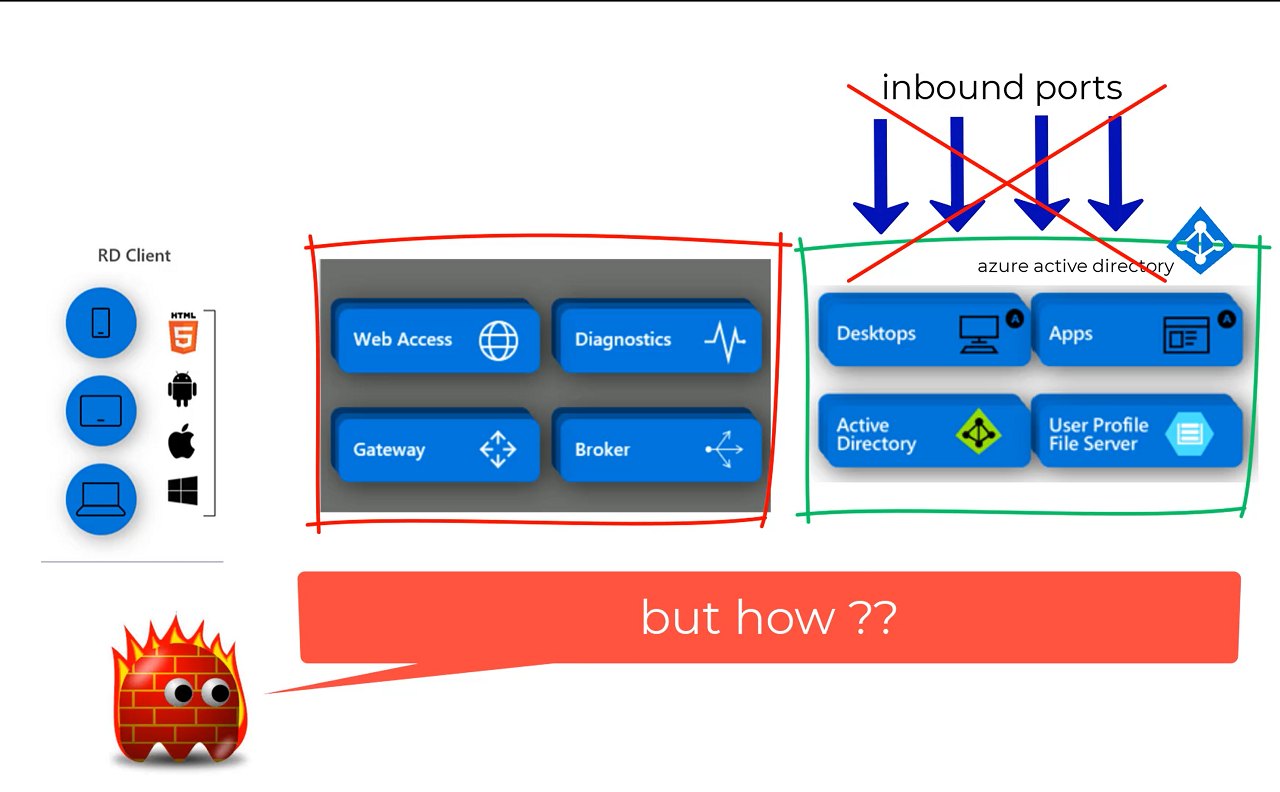 inbound ports
azure active directory
RD Client
HTML
5
Web Access
Diagnostics
Gateway
Broker
Desktops
A
Apps
A
Active
Directory
User Profile
File Server
but how ??